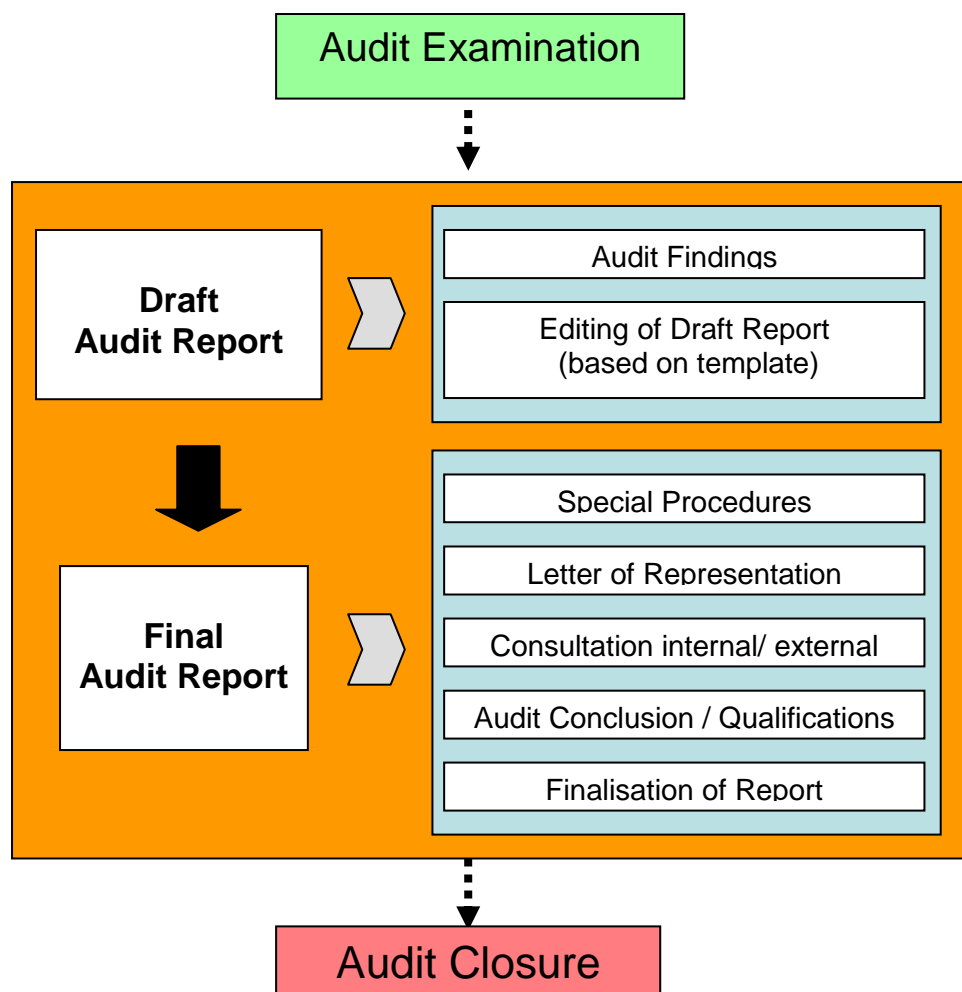 Audit Examination
Draft
Audit Report
Audit Findings
Editing of Draft Report
(based on template)
Final
Audit Report
Special Procedures
Letter of Representation
Consultation internal/ external
Audit Conclusion / Qualifications
Finalisation of Report
Audit Closure